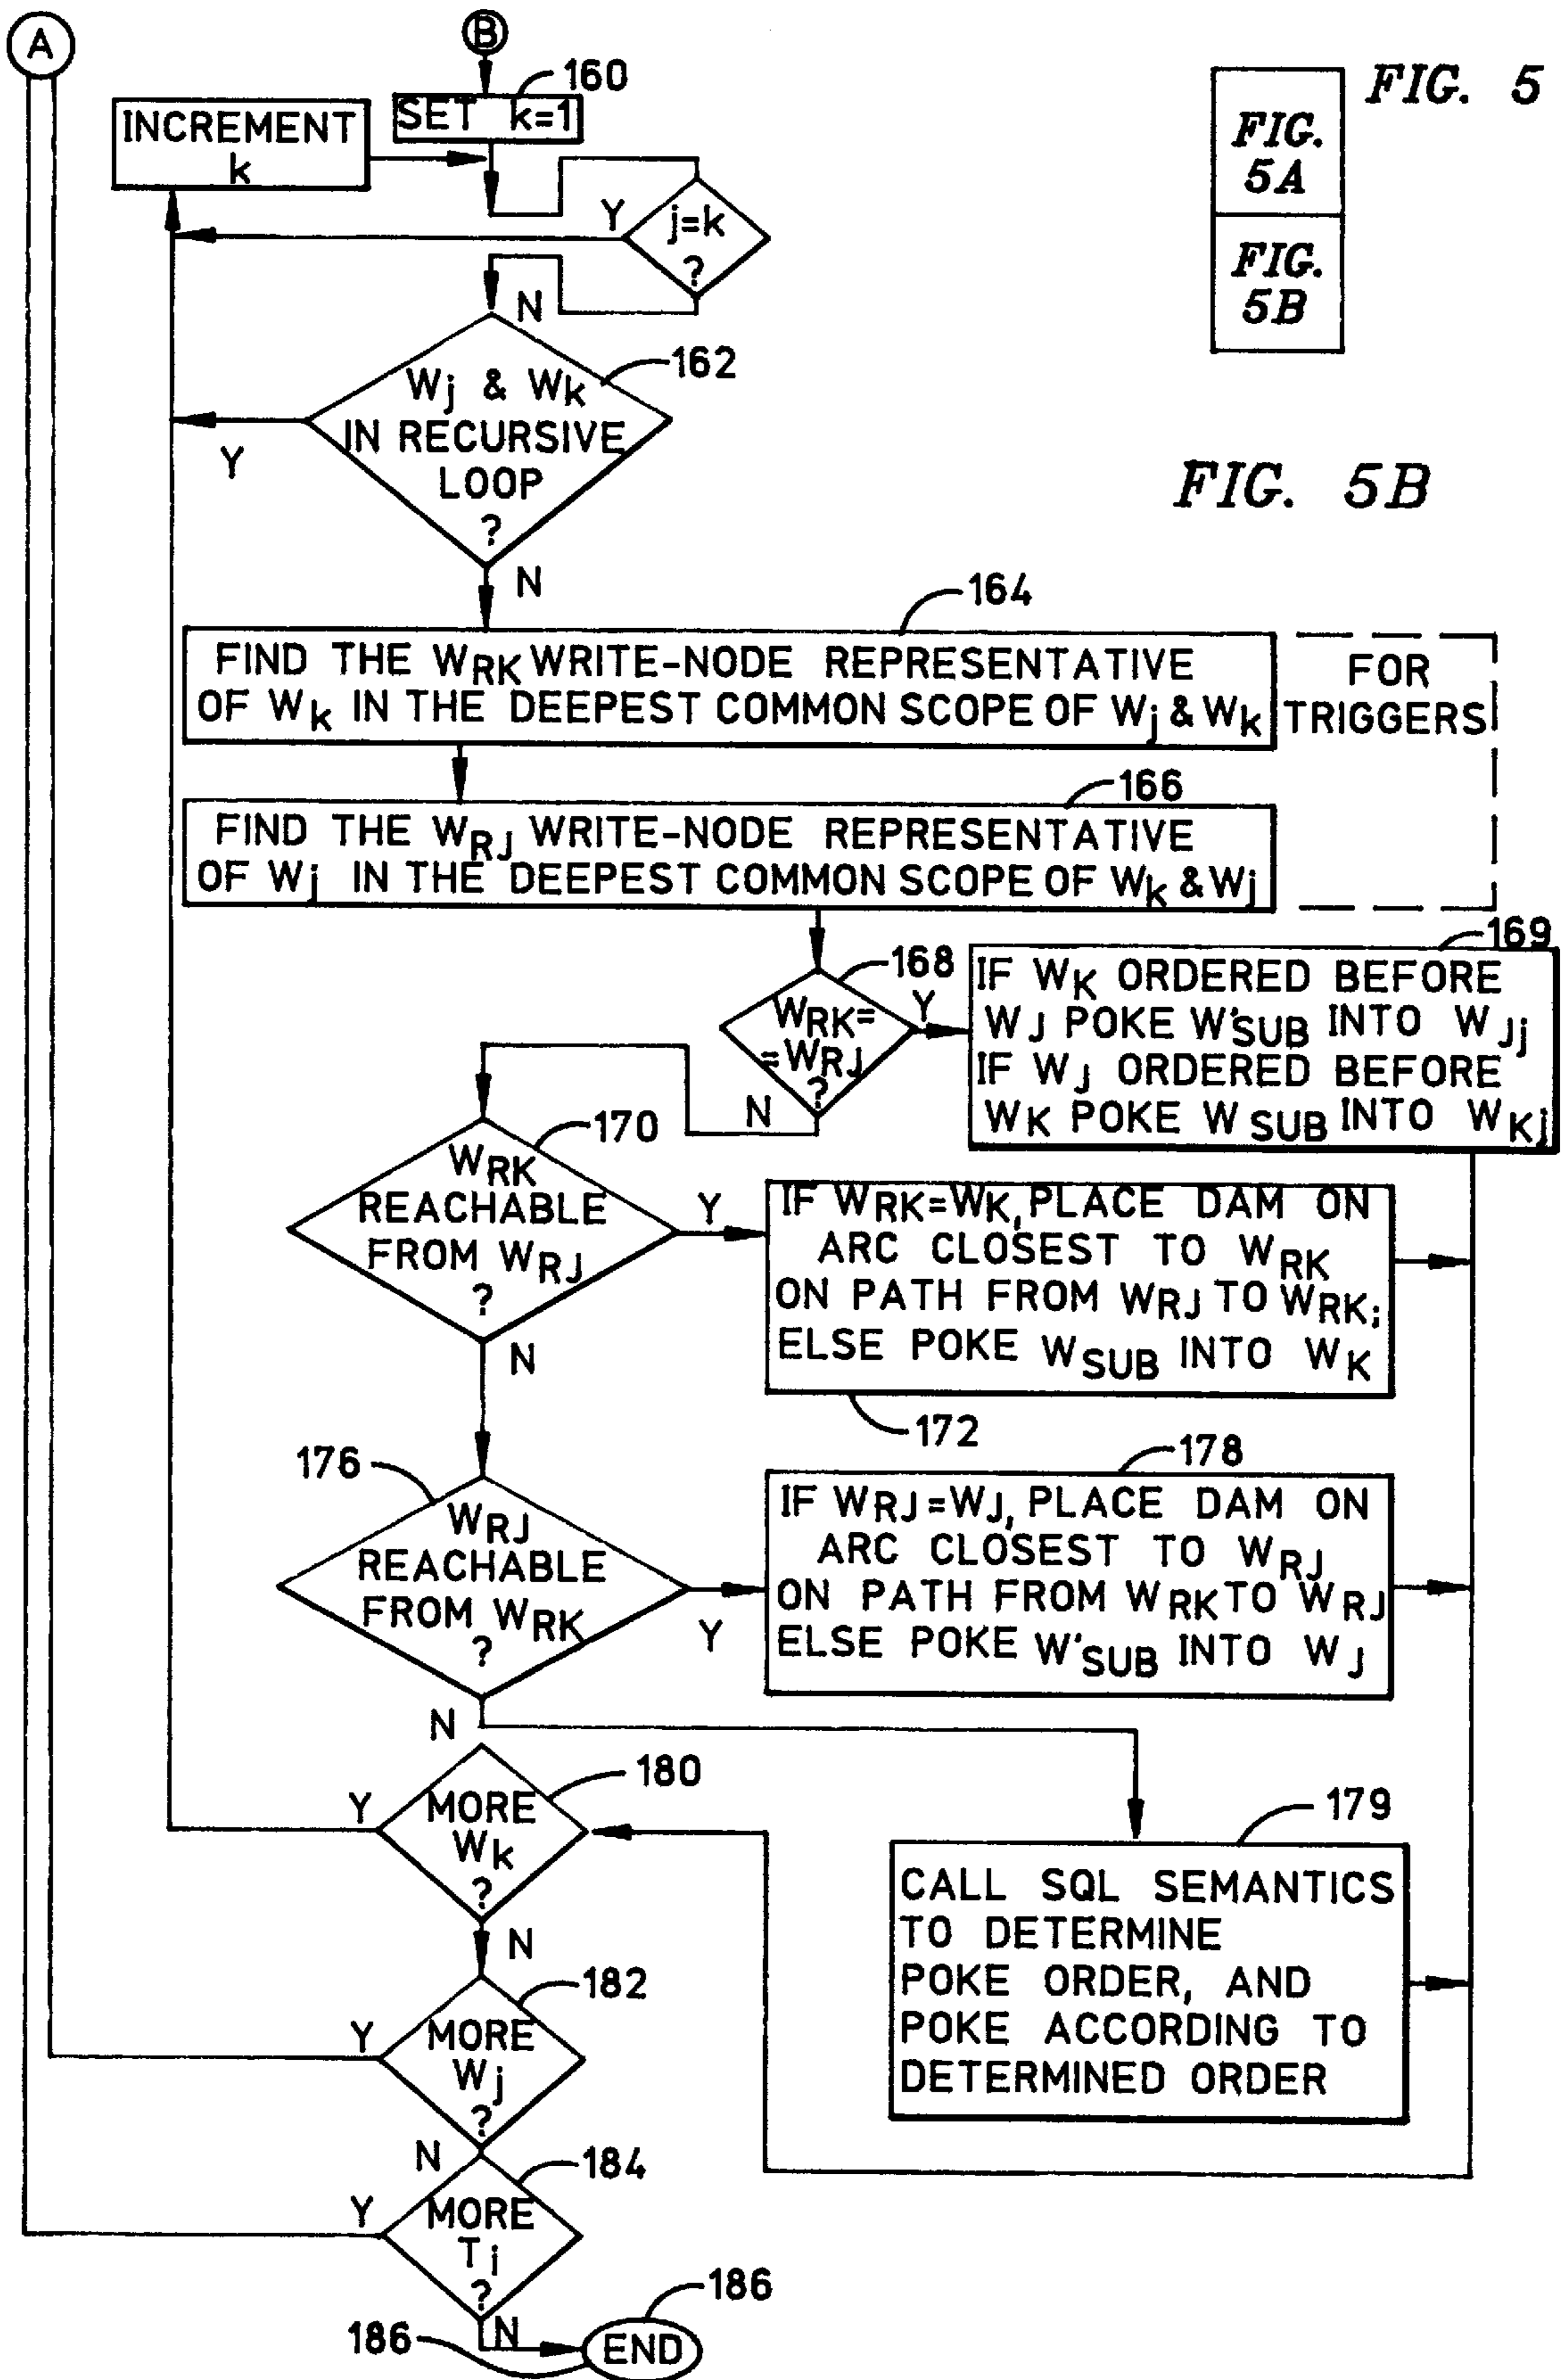 A
B
160
SET k=1
INCREMENT
k
FIG. 5
FIG.
5A
FIG.
5B
j=k
?
Y
N
162
Wj & Wk
IN RECURSIVE
LOOP
?
Y
N
FIG. 5B
164
FIND THE WRK WRITE-NODE REPRESENTATIVE
OF Wk IN THE DEEPEST COMMON SCOPE OF Wj & Wk
FOR
TRIGGERS
166
FIND THE WRJ WRITE-NODE REPRESENTATIVE
OF Wj IN THE DEEPEST COMMON SCOPE OF Wk & Wj
168
WRK=
=WRJ
?
Y
N
169
IF WK ORDERED BEFORE
WJ POKE W'SUB INTO WJj
IF WJ ORDERED BEFORE
WK POKE WSUB INTO WKj
170
WRK
REACHABLE
FROM WRJ
?
Y
N
IF WRK=WK, PLACE DAM ON
ARC CLOSEST TO WRK
ON PATH FROM WRJ TO WRK;
ELSE POKE WSUB INTO WK
172
176
WRJ
REACHABLE
FROM WRK
?
Y
N
178
IF WRJ=WJ, PLACE DAM ON
ARC CLOSEST TO WRJ
ON PATH FROM WRK TO WRJ
ELSE POKE W'SUB INTO WJ
179
CALL SQL SEMANTICS
TO DETERMINE
POKE ORDER, AND
POKE ACCORDING TO
DETERMINED ORDER
180
MORE
Wk
?
Y
N
182
MORE
Wj
?
Y
N
184
MORE
Ti
?
Y
N
186
186
END